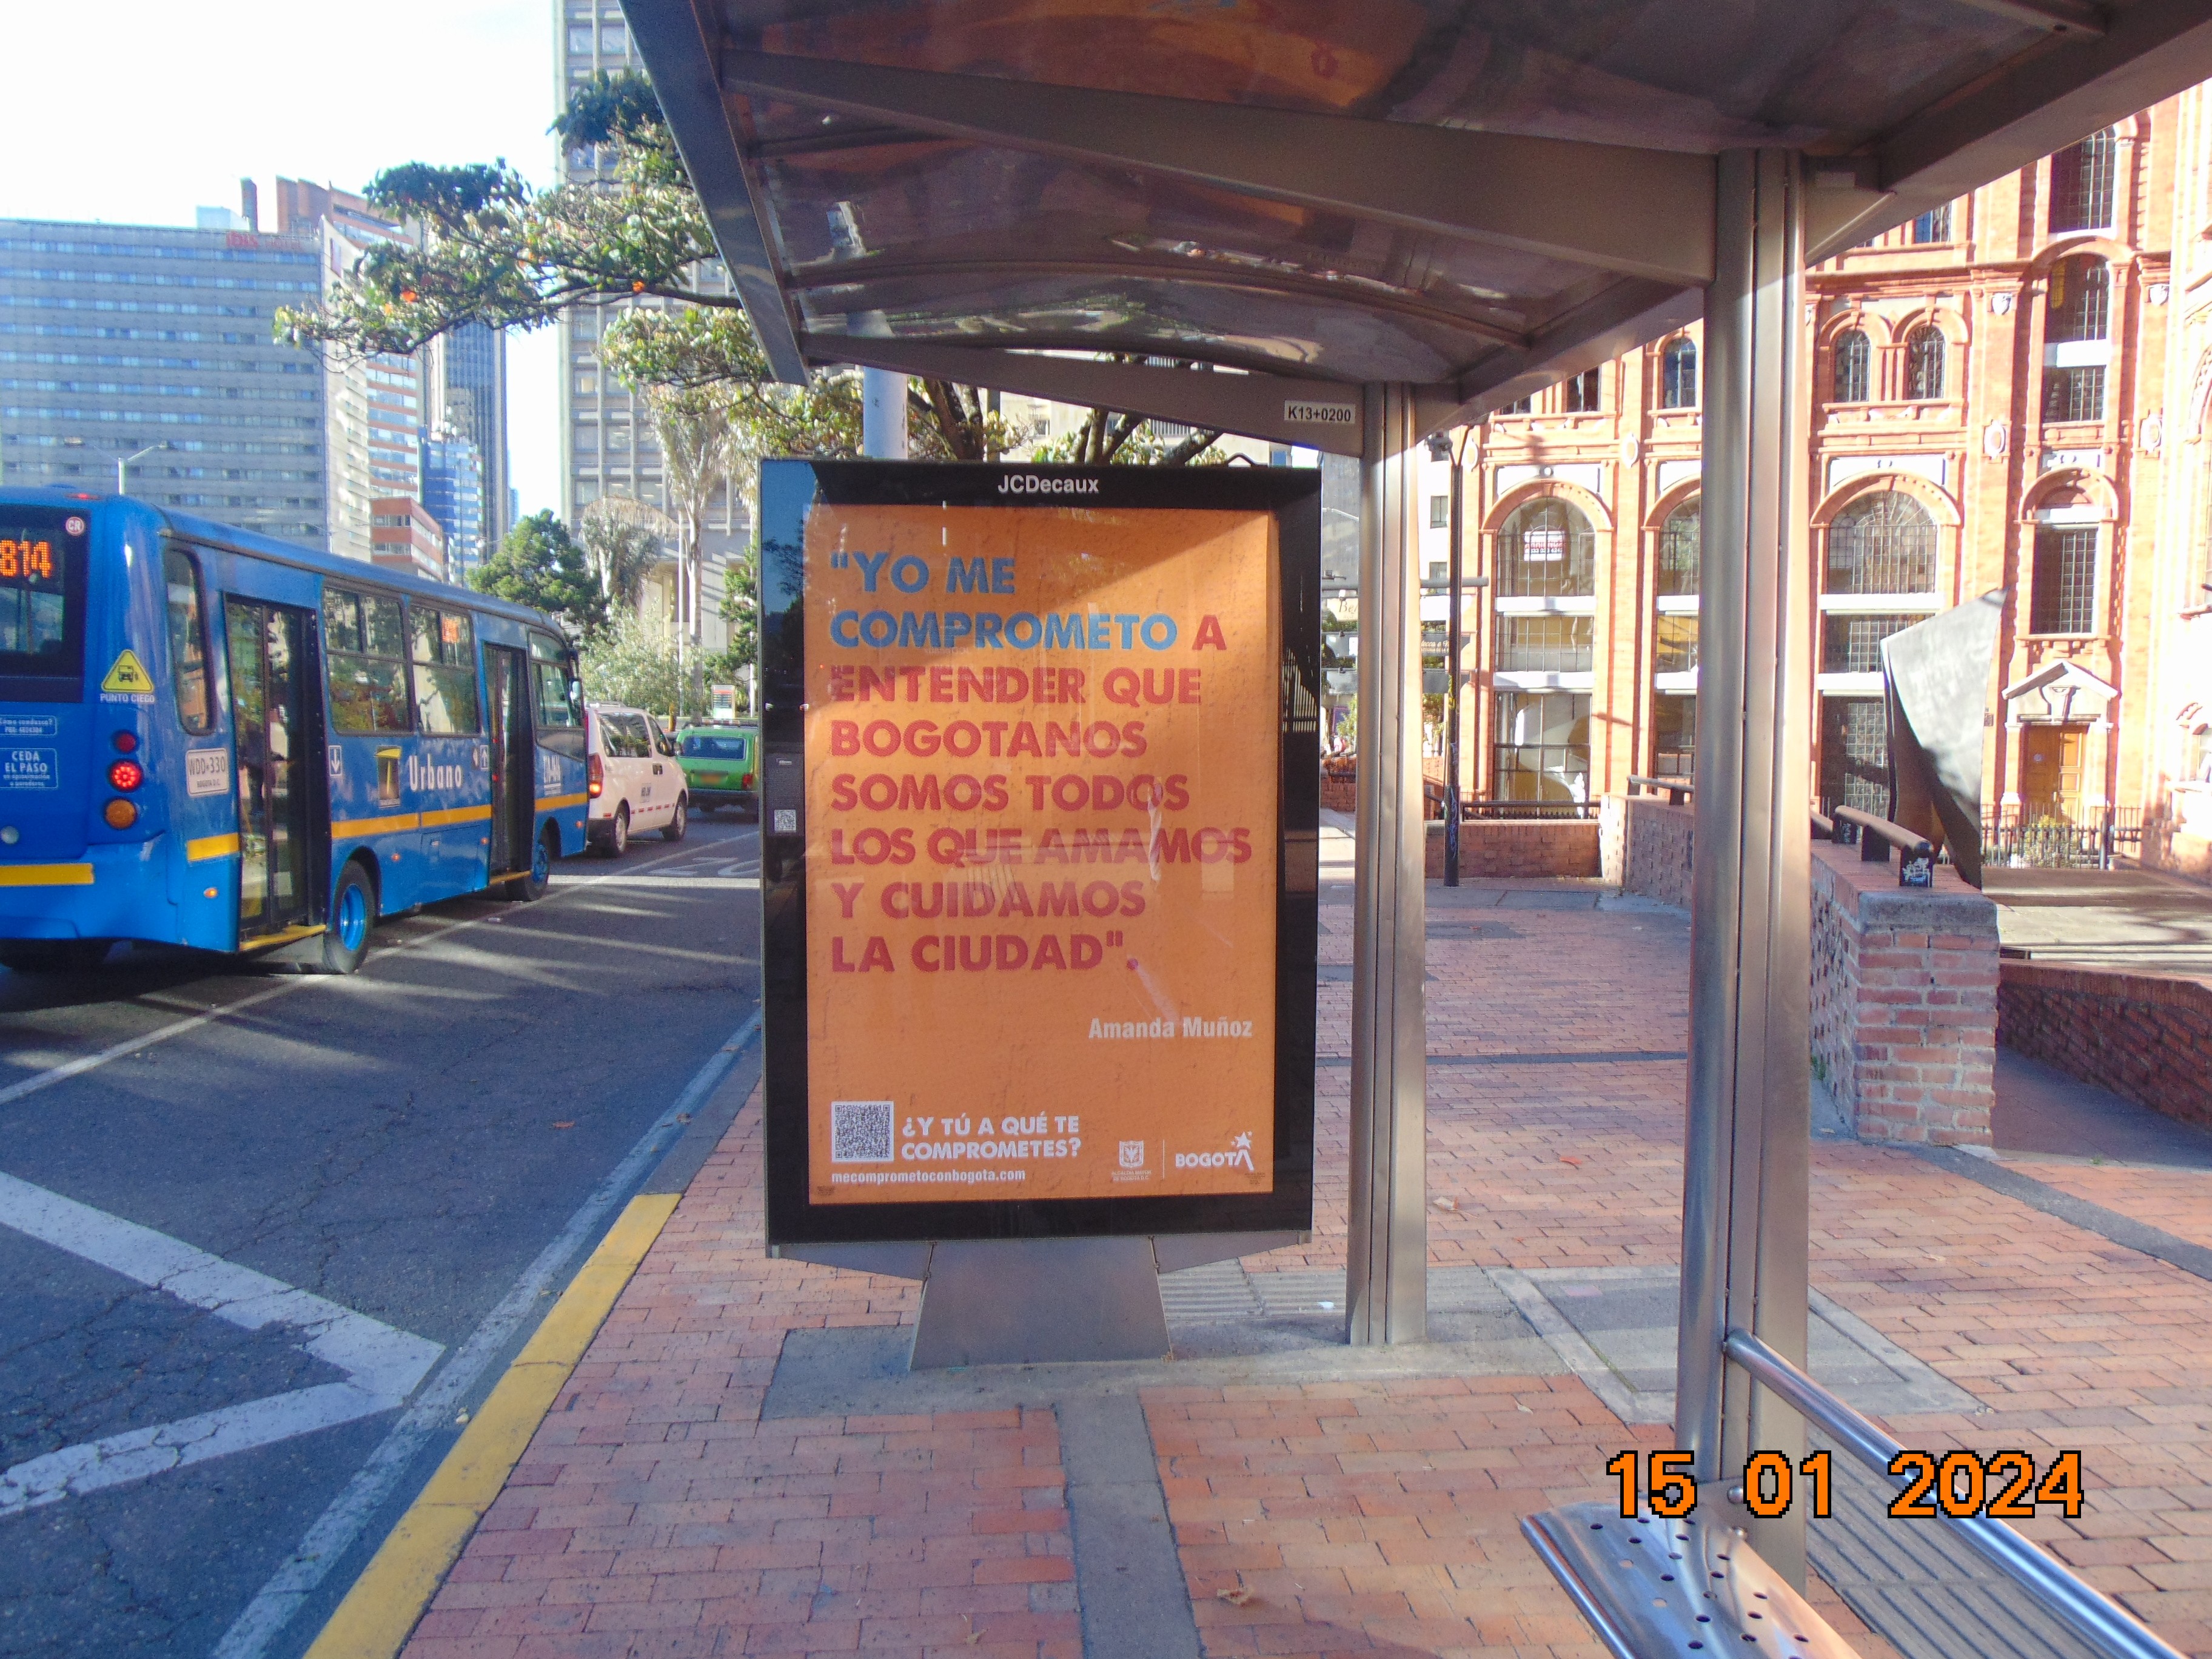 K13+0200
JCDecaux
"YO ME
COMPROMETO A
ENTENDER QUE
BOGOTANOS
SOMOS TODOS
LOS QUE AMAMOS
Y CUIDAMOS
LA CIUDAD".
Amanda Muñoz
¿Y TÚ A QUÉ TE
COMPROMETES?
mecomprometoconbogota.com
BOGOTÁ
814
CR
PUNTO CIEGO
CEDA
EL PASO
WDD-330
Urbano
15 01 2024